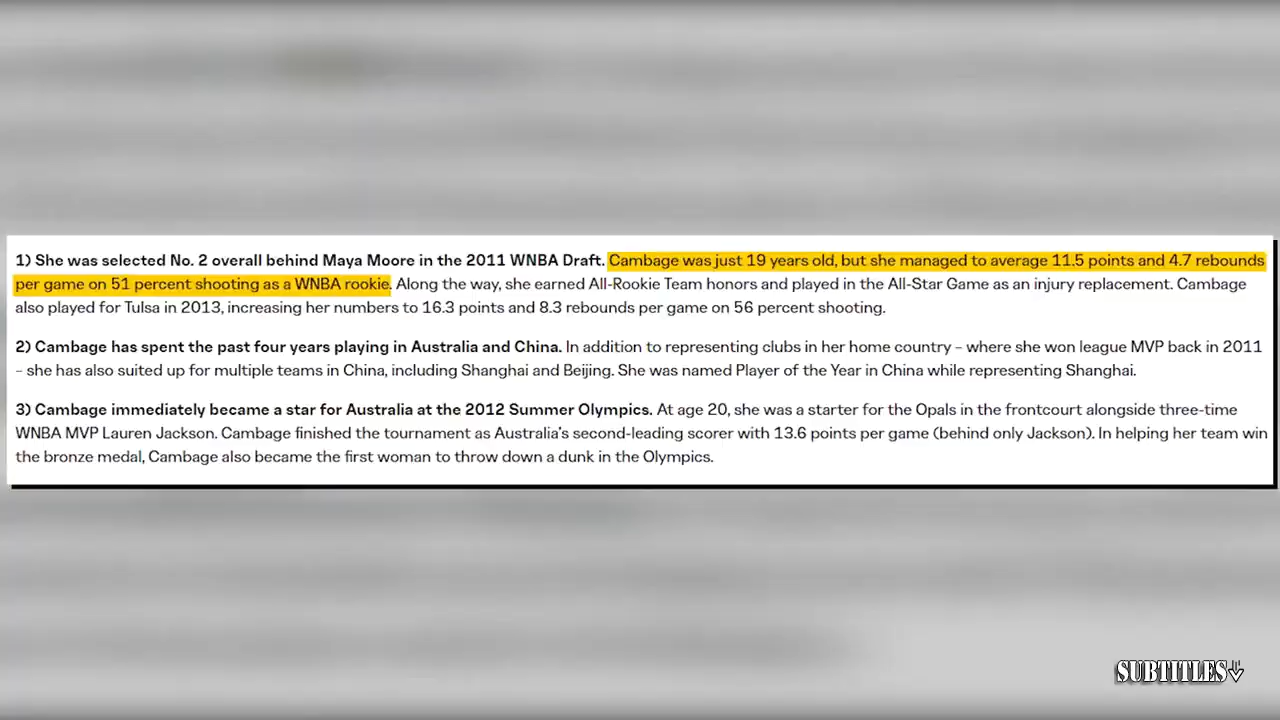 1) She was selected No. 2 overall behind Maya Moore in the 2011 WNBA Draft. Cambage was just 19 years old, but she managed to average 11.5 points and 4.7 rebounds
per game on 51 percent shooting as a WNBA rookie. Along the way, she earned All-Rookie Team honors and played in the All-Star Game as an injury replacement. Cambage
also played for Tulsa in 2013, increasing her numbers to 16.3 points and 8.3 rebounds per game on 56 percent shooting.
2) Cambage has spent the past four years playing in Australia and China. In addition to representing clubs in her home country – where she won league MVP back in 2011
– she has also suited up for multiple teams in China, including Shanghai and Beijing. She was named Player of the Year in China while representing Shanghai.
3) Cambage immediately became a star for Australia at the 2012 Summer Olympics. At age 20, she was a starter for the Opals in the frontcourt alongside three-time
WNBA MVP Lauren Jackson. Cambage finished the tournament as Australia's second-leading scorer with 13.6 points per game (behind only Jackson). In helping her team win
the bronze medal, Cambage also became the first woman to throw down a dunk in the Olympics.
SUBTITLES